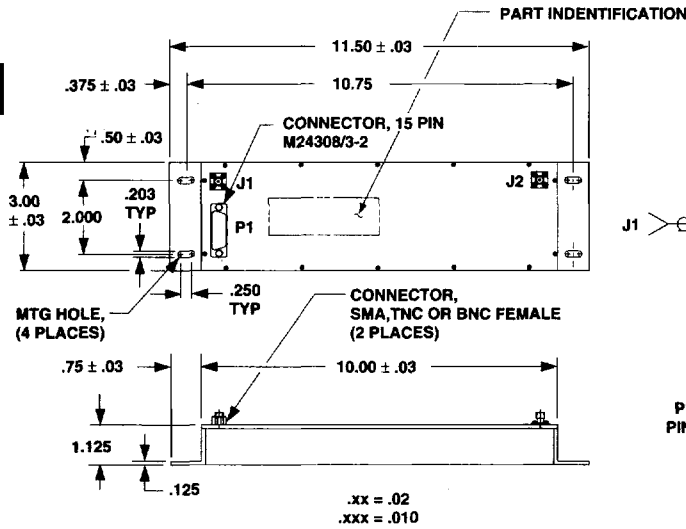 PART INDENTIFICATION
11.50 ± .03
.375 ± .03
10.75
CONNECTOR, 15 PIN
M24308/3-2
.50 ± .03
J1
J2
3.00
± .03
2.000
.203
TYP
P1
J1
.250
TYP
MTG HOLE,
(4 PLACES)
CONNECTOR,
SMA,TNC OR BNC FEMALE
(2 PLACES)
.75 ± .03
10.00 ± .03
1.125
.125
.xx = .02
.xxx = .010